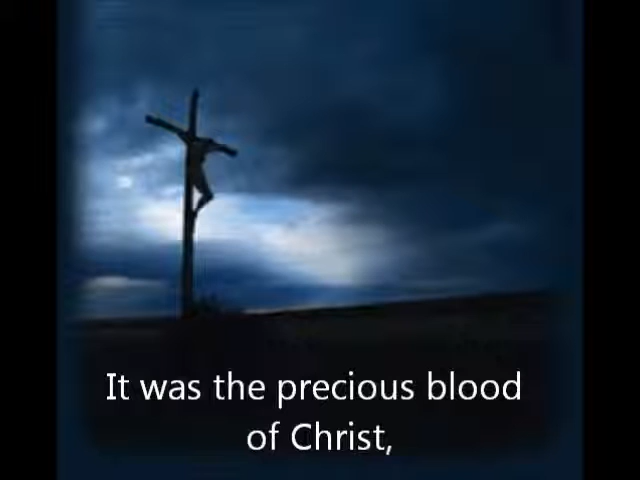 It was the precious blood
of Christ,